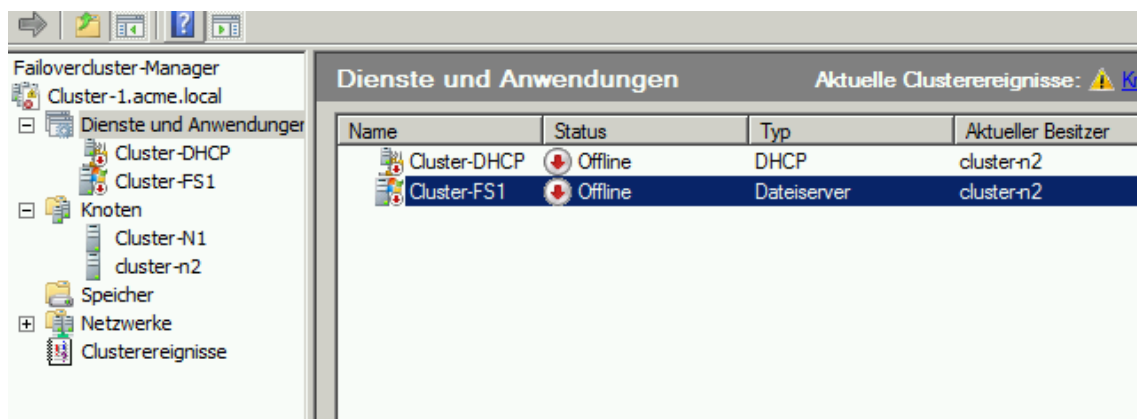 Failovercluster-Manager
Cluster-1.acme.local
Dienste und Anwendunger
Cluster-DHCP
Cluster-FS1
Knoten
Cluster-N1
cluster-n2
Speicher
Netzwerke
Clusterereignisse
Dienste und Anwendungen Aktuelle Clusterereignisse:
Name Status Typ Aktueller Besitzer
Cluster-DHCP Offline DHCP cluster-n2
Cluster-FS1 Offline Dateiserver cluster-n2